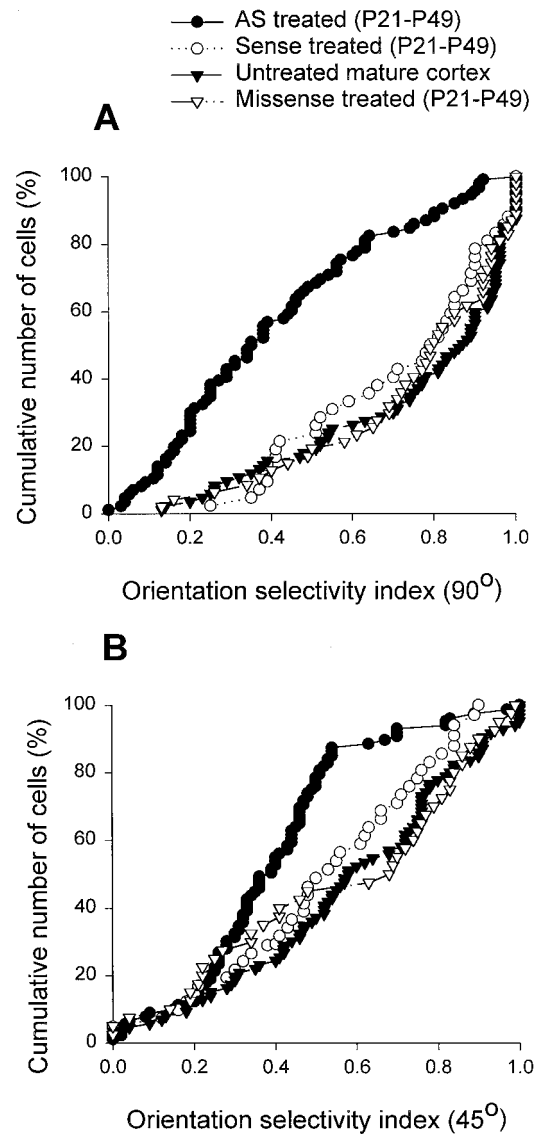 AS treated (P21-P49)
Sense treated (P21-P49)
Untreated mature cortex
Missense treated (P21-P49)
A
100
80
60
40
20
0
Cumulative number of cells (%)
0.0 0.2 0.4 0.6 0.8 1.0
Orientation selectivity index (90°)
B
100
80
60
40
20
0
Cumulative number of cells (%)
0.0 0.2 0.4 0.6 0.8 1.0
Orientation selectivity index (45°)